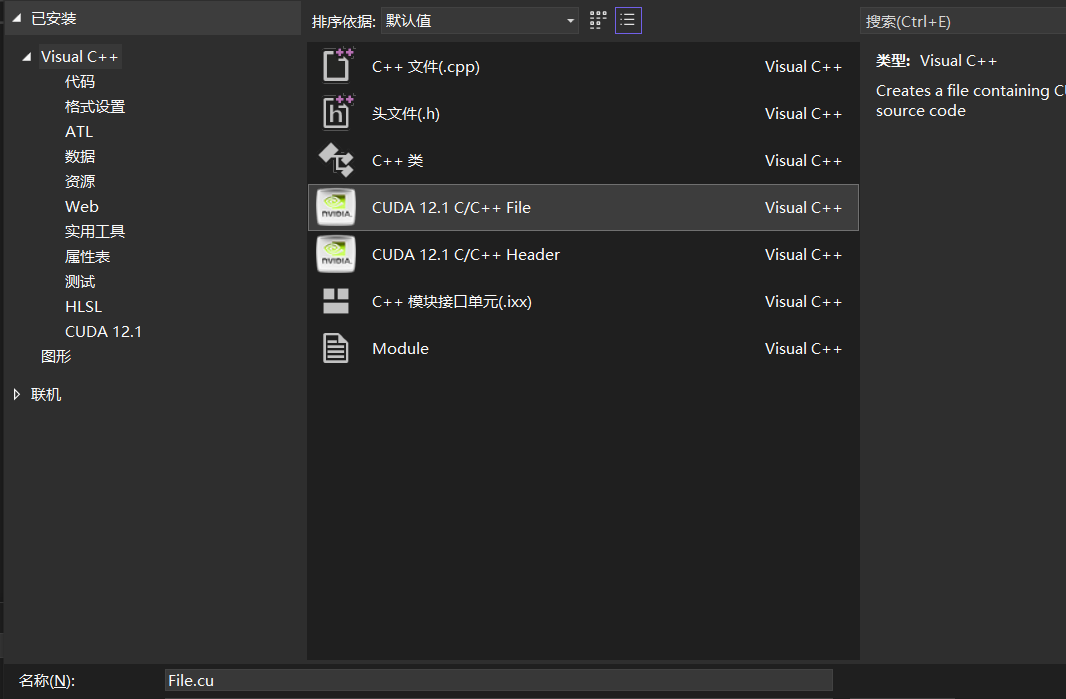 已安装
排序依据: 默认值
搜索(Ctrl+E)
Visual C++
代码
格式设置
ATL
数据
资源
Web
实用工具
属性表
测试
HLSL
CUDA 12.1
图形
联机
C++ 文件(.cpp) Visual C++
头文件(.h) Visual C++
C++ 类 Visual C++
NVIDIA. CUDA 12.1 C/C++ File Visual C++
NVIDIA. CUDA 12.1 C/C++ Header Visual C++
C++ 模块接口单元(.ixx) Visual C++
Module Visual C++
类型: Visual C++
Creates a file containing
source code
名称(N): File.cu